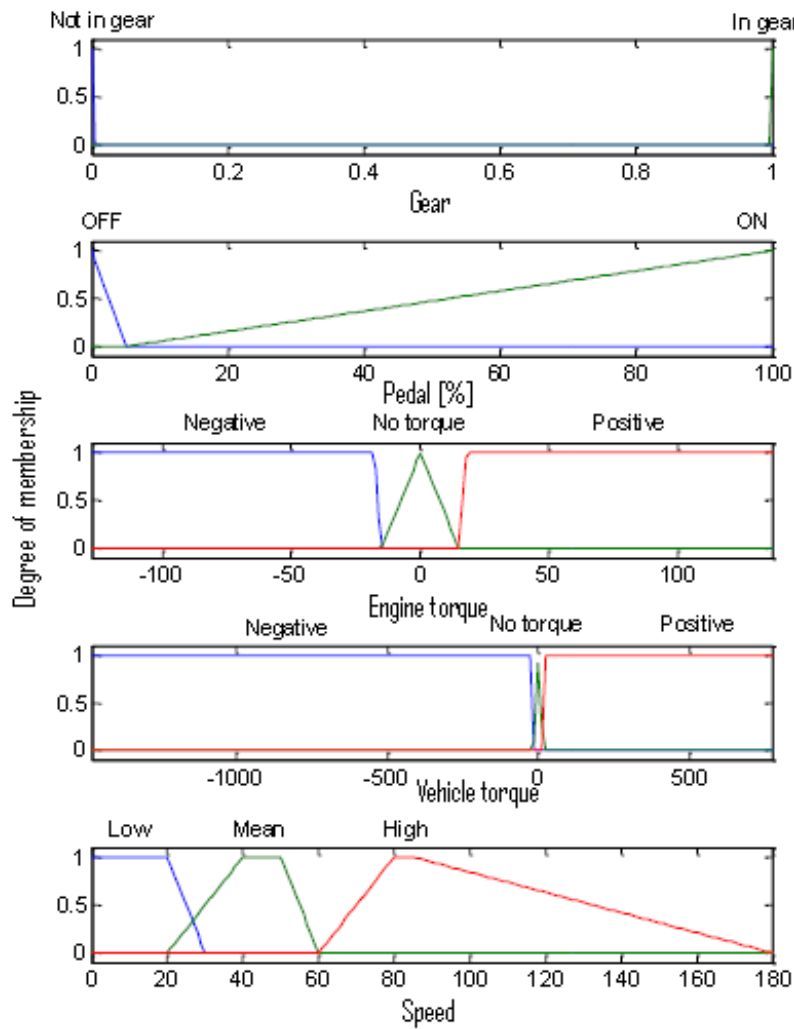 Not in gear In gear
1
0.5
0
0 0.2 0.4 0.6 0.8 1
Gear
OFF ON
1
0.5
0
0 20 40 60 80 100
Pedal [%]
Degree of membership
Negative No torque Positive
1
0.5
0
-100 -50 0 50 100
Engine torque
Negative No torque Positive
1
0.5
0
-1000 -500 0 500
Vehicle torque
Low Mean High
1
0.5
0
0 20 40 60 80 100 120 140 160 180
Speed